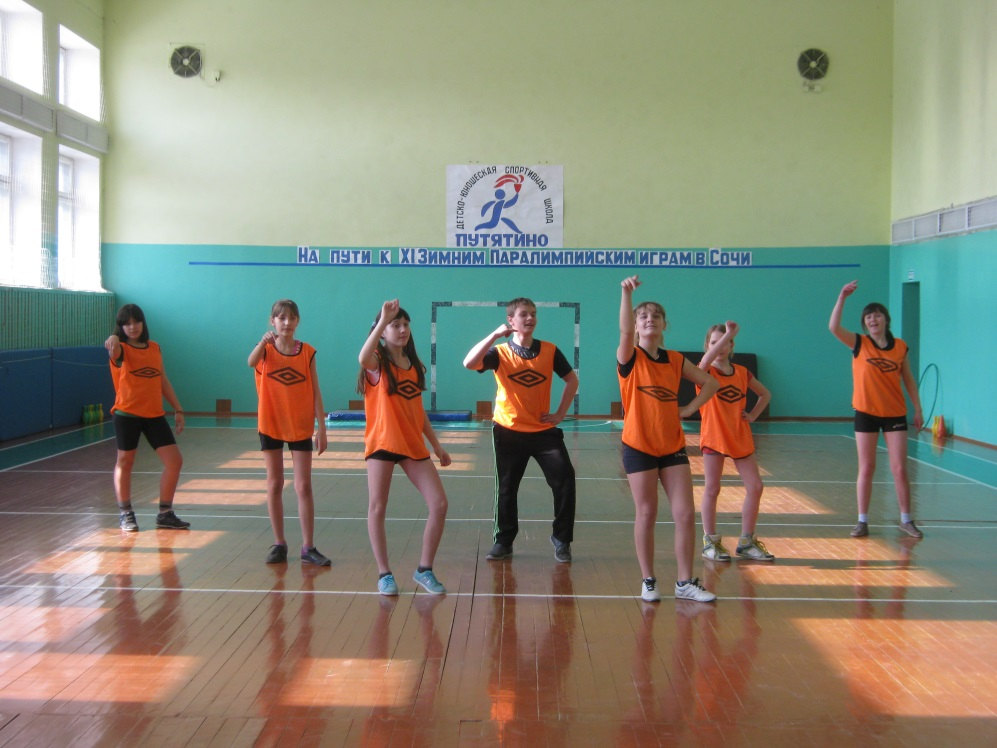 ДЕТСКО-ЮНОШЕСКАЯ СПОРТИВНАЯ ШКОЛА
ПУТЯТИНО
НА ПУТИ К XI ЗИМНИМ ПАРАЛИМПИЙСКИМ ИГРАМ В СОЧИ